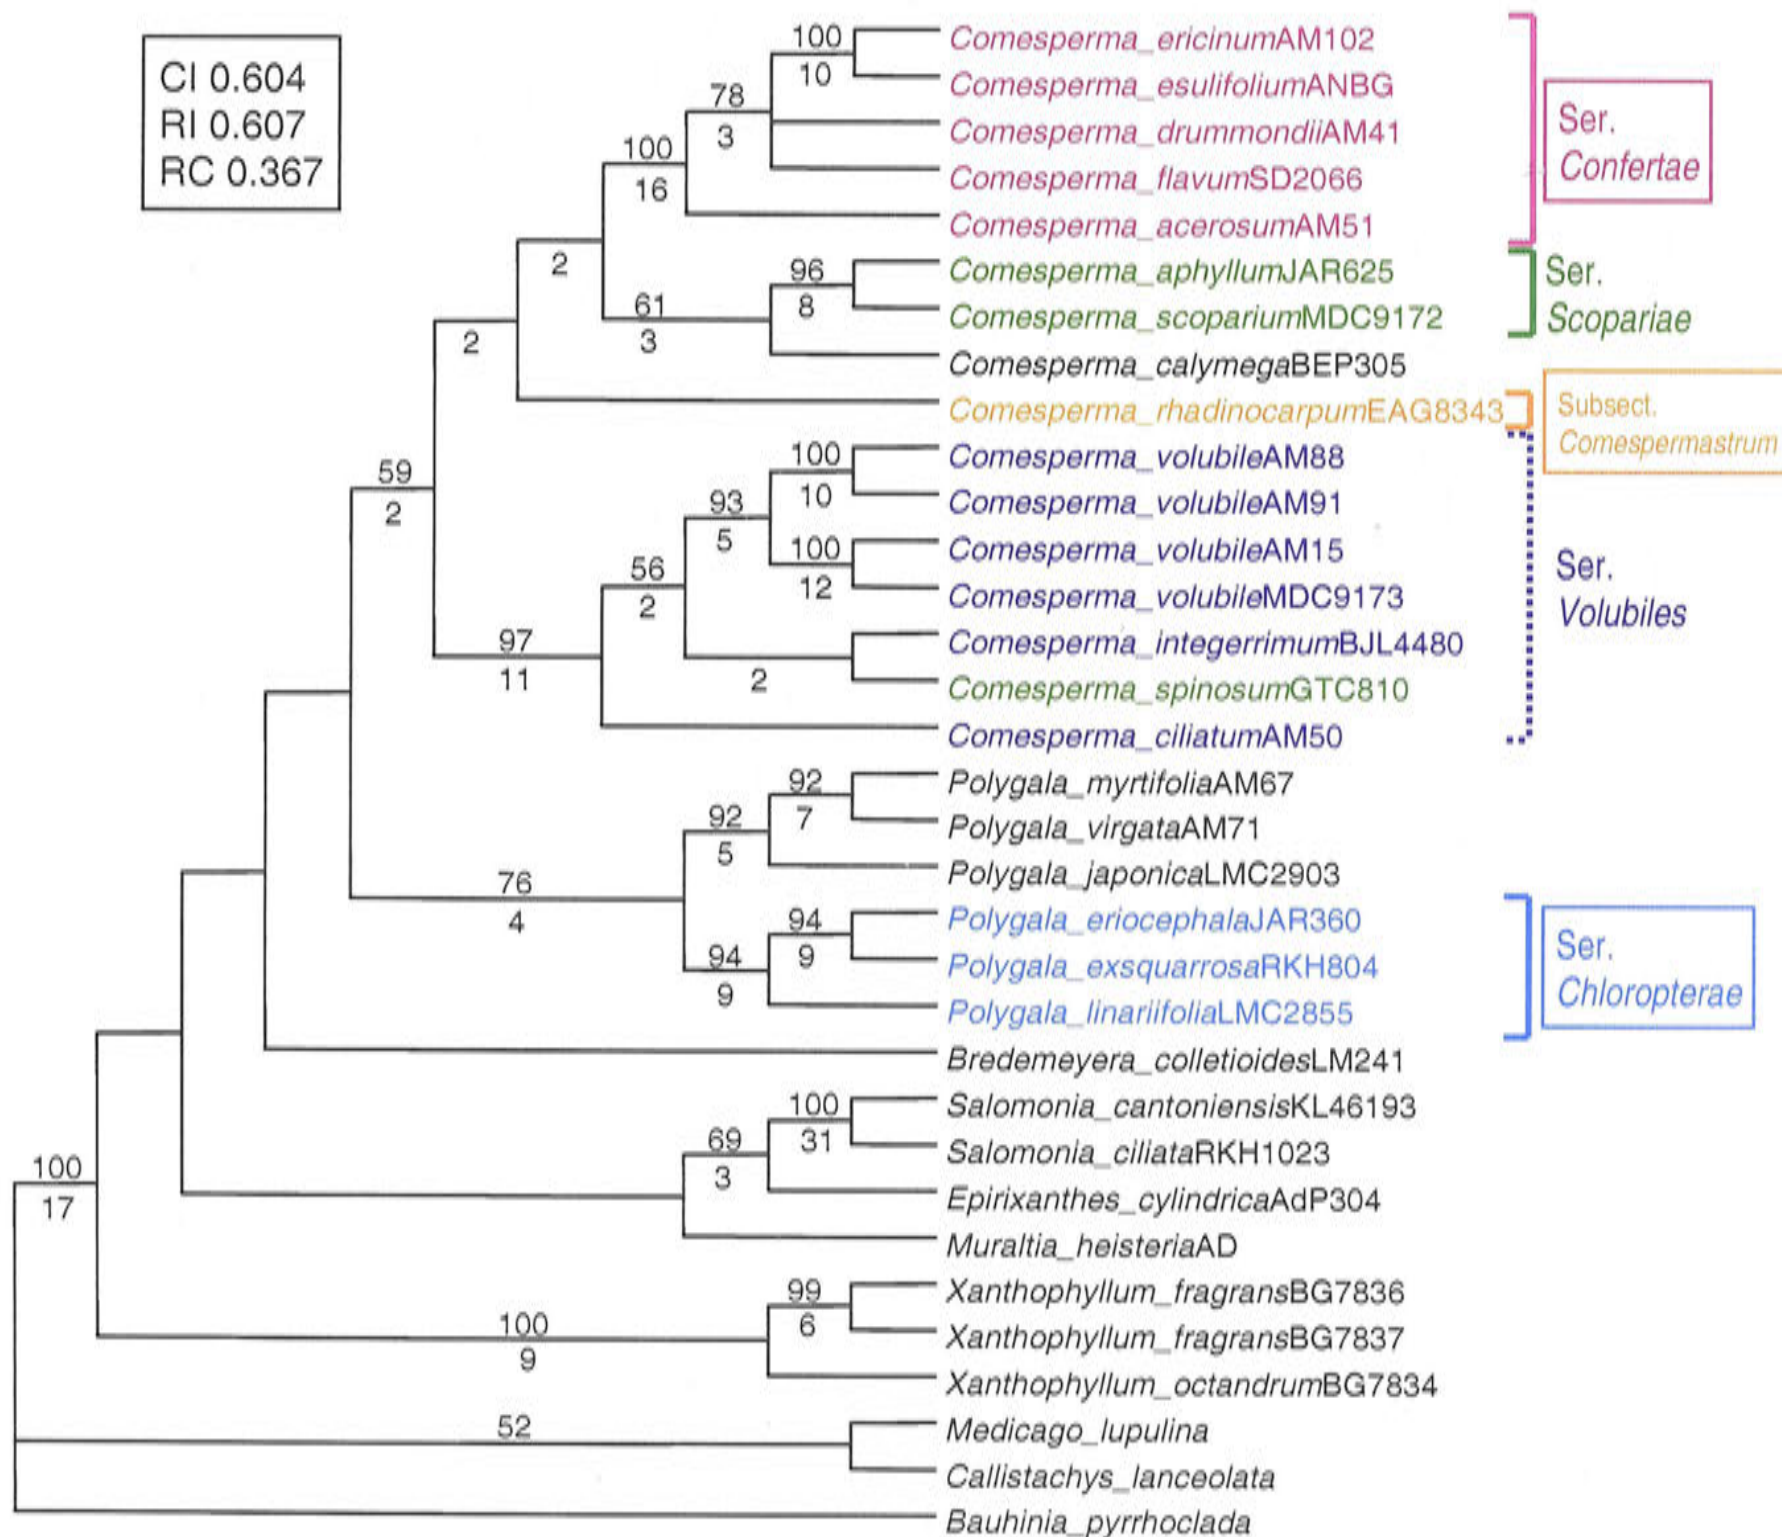 CI 0.604
RI 0.607
RC 0.367
100
10
78
3
100
16
2
61
3
96
8
2
59
2
100
10
93
5
100
12
56
2
2
97
11
92
7
92
5
76
4
94
9
94
9
100
31
69
3
100
17
99
6
100
9
52
Comesperma_ericinumAM102
Comesperma_esulifoliumANBG
Comesperma_drummondiiAM41
Comesperma_flavumSD2066
Comesperma_acerosumAM51
Comesperma_aphyllumJAR625
Comesperma_scopariumMDC9172
Comesperma_calymegaBEP305
Comesperma_rhadinocarpumEAG8343
Comesperma_volubileAM88
Comesperma_volubileAM91
Comesperma_volubileAM15
Comesperma_volubileMDC9173
Comesperma_integerrimumBJL4480
Comesperma_spinosumGTC810
Comesperma_ciliatumAM50
Polygala_myrtifoliaAM67
Polygala_virgataAM71
Polygala_japonicaLMC2903
Polygala_eriocephalaJAR360
Polygala_exsquarrosaRKH804
Polygala_linariifoliaLMC2855
Bredemeyera_colletioidesLM241
Salomonia_cantoniensisKL46193
Salomonia_ciliataRKH1023
Epirixanthes_cylindricaAdP304
Muraltia_heisteriaAD
Xanthophyllum_fragransBG7836
Xanthophyllum_fragransBG7837
Xanthophyllum_octandrumBG7834
Medicago_lupulina
Callistachys_lanceolata
Bauhinia_pyrrhoclada
Ser.
Confertae
Ser.
Scopariae
Subsect.
Comespermastrum
Ser.
Volubiles
Ser.
Chloropterae